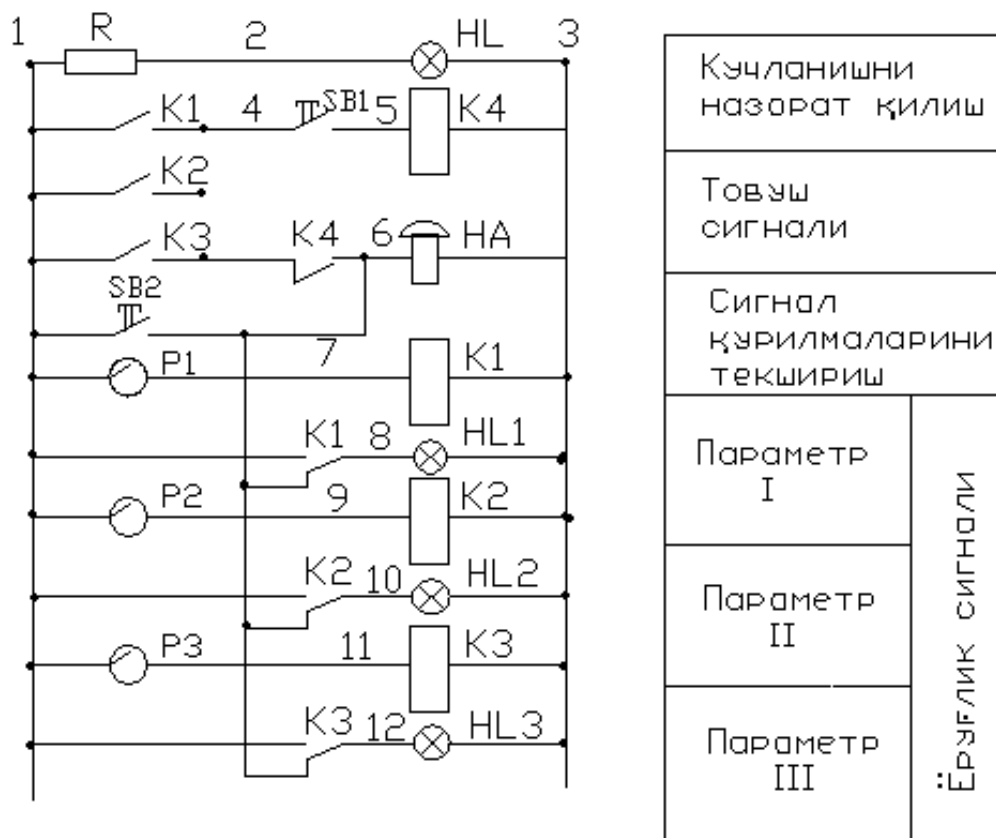 1 R 2 HL 3
K1 4 SB1 5 K4
K2
K3 K4 6 HA
SB2
7
P1 K1
K1 8 HL1
P2 9 K2
K2 10 HL2
P3 11 K3
K3 12 HL3
Кучланишни
назорат қилиш
Товуш
сигнали
Сигнал
қурилмаларини
текшириш
Параметр
I
Параметр
II
Параметр
III
Ёруғлик сигнали